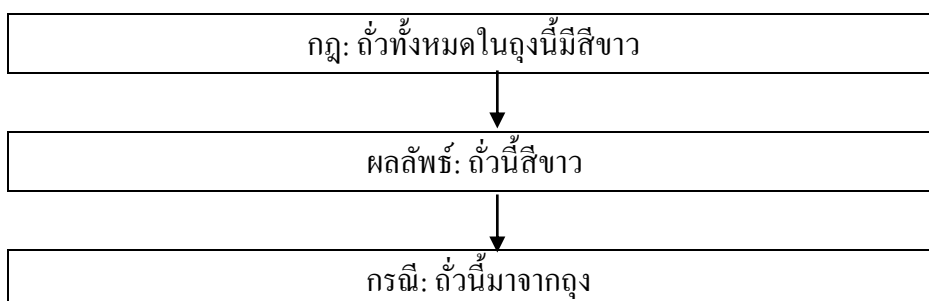 กฎ: ถั่วทั้งหมดในถุงนี้มีสีขาว
ผลลัพธ์: ถั่วนี้สีขาว
กรณี: ถั่วนี้มาจากถุง